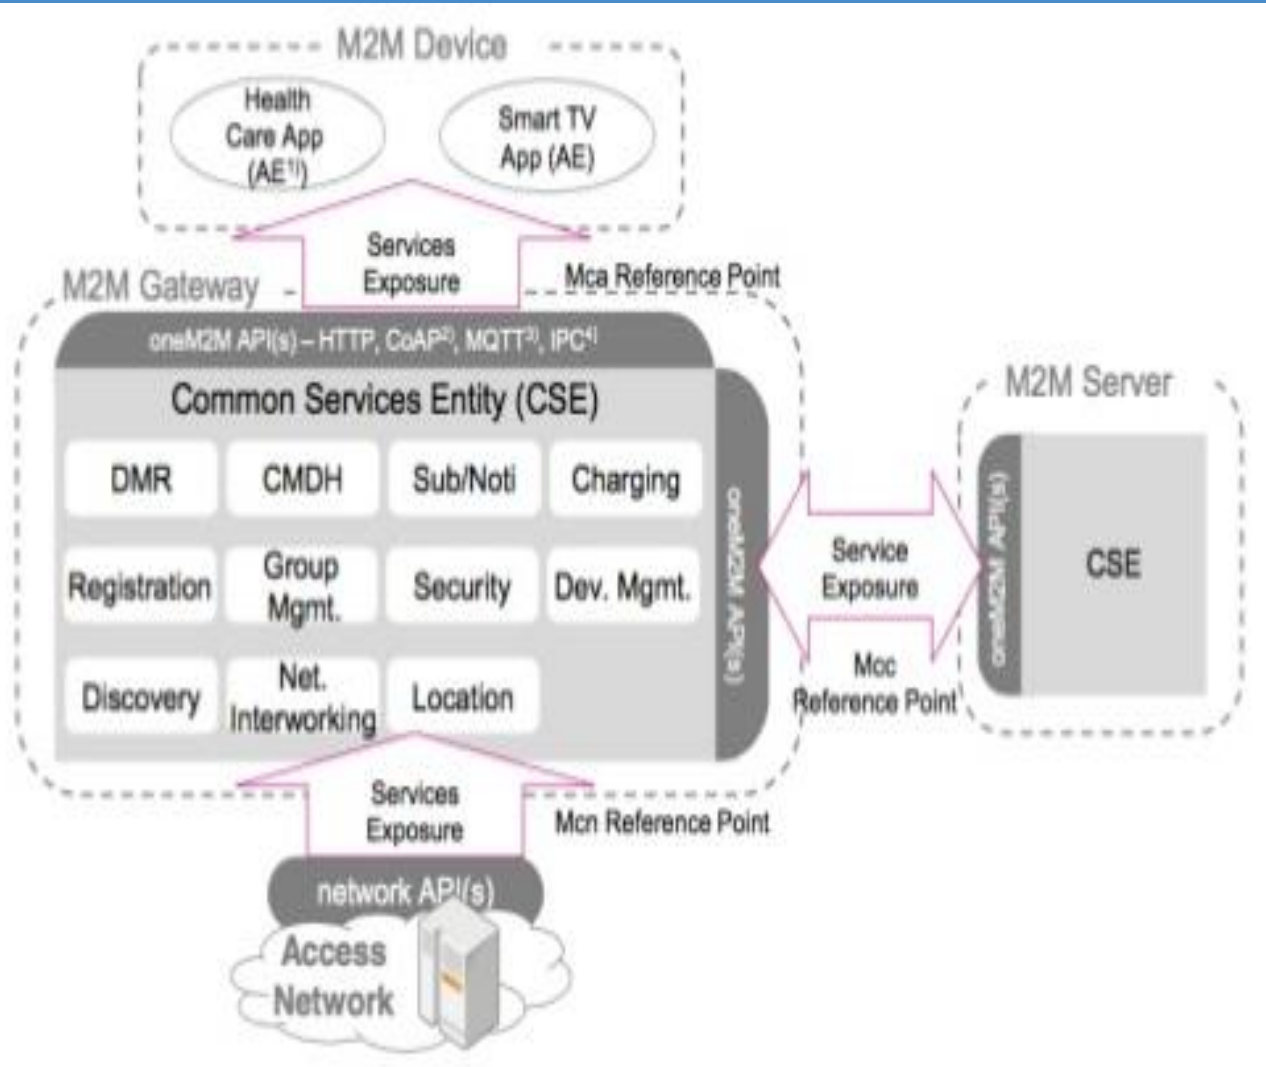 M2M Device
Health
Care App
(AE1))
Smart TV
App (AE)
Services
Exposure
Mca Reference Point
M2M Gateway
oneM2M API(s) – HTTP, CoAP2), MQTT3), IPC4)
Common Services Entity (CSE)
DMR
CMDH
Sub/Noti
Charging
Registration
Group
Mgmt.
Security
Dev. Mgmt.
Discovery
Net.
Interworking
Location
oneM2M API(s)
Service
Exposure
Mcc
Reference Point
M2M Server
oneM2M API(s)
CSE
Services
Exposure
Mcn Reference Point
network API(s)
Access
Network